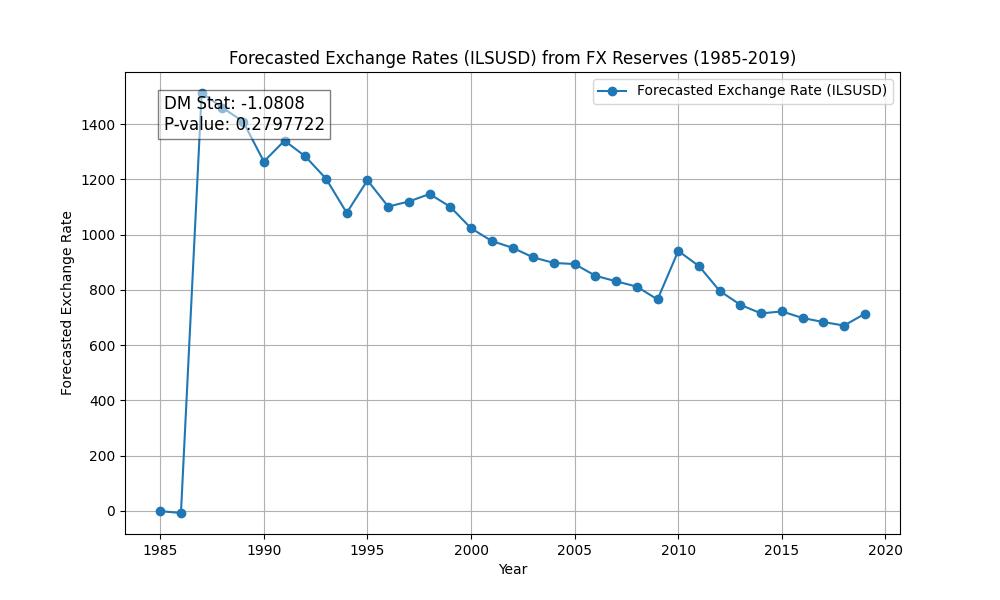 Forecasted Exchange Rates (ILSUSD) from FX Reserves (1985-2019)
DM Stat: -1.0808
P-value: 0.2797722
Forecasted Exchange Rate (ILSUSD)
Forecasted Exchange Rate
1400
1200
1000
800
600
400
200
0
1985
1990
1995
2000
2005
2010
2015
2020
Year